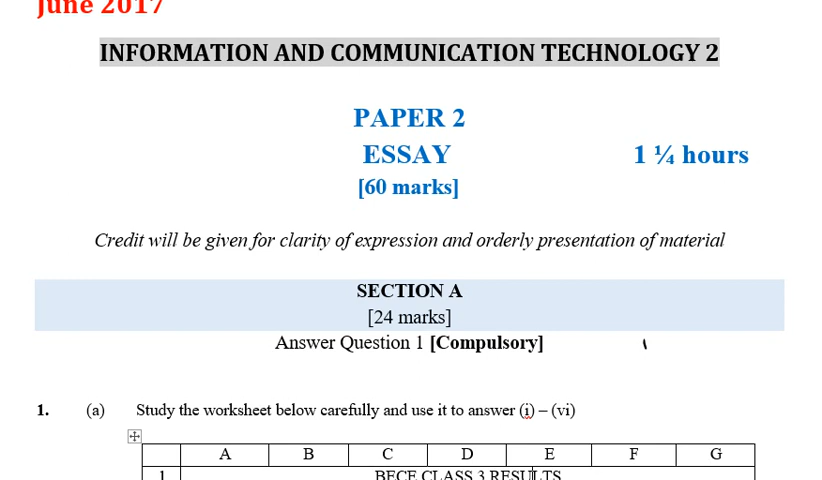 June 2017
INFORMATION AND COMMUNICATION TECHNOLOGY 2
PAPER 2
ESSAY 1 ¼ hours
[60 marks]
Credit will be given for clarity of expression and orderly presentation of material
SECTION A
[24 marks]
Answer Question 1 [Compulsory]
1. (a) Study the worksheet below carefully and use it to answer (i) – (vi)
A B C D E F G
1 BECE CLASS 3 RESULTS